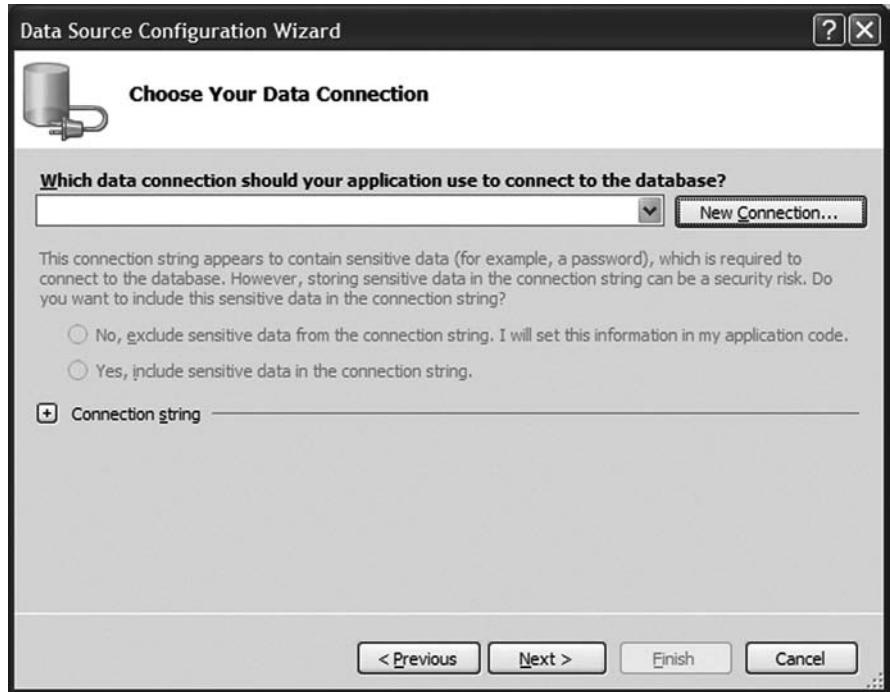 Data Source Configuration Wizard
Choose Your Data Connection
Which data connection should your application use to connect to the database?
New Connection...
This connection string appears to contain sensitive data (for example, a password), which is required to
connect to the database. However, storing sensitive data in the connection string can be a security risk. Do
you want to include this sensitive data in the connection string?
No, exclude sensitive data from the connection string. I will set this information in my application code.
Yes, include sensitive data in the connection string.
Connection string
< Previous Next > Finish Cancel